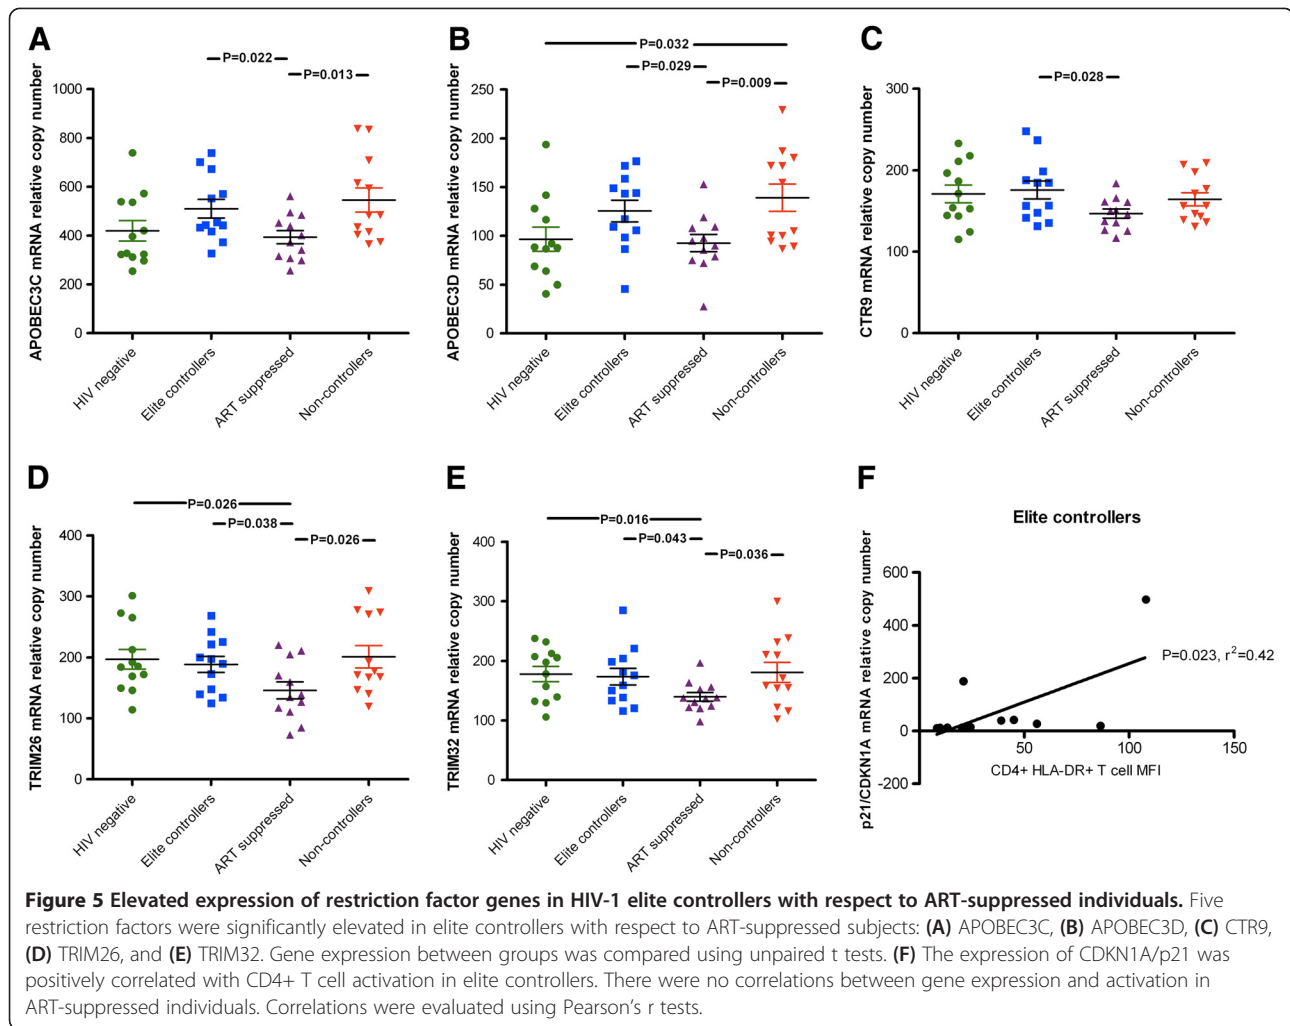 A
P=0.022
P=0.013
APOBEC3C mRNA relative copy number
1000
800
600
400
200
0
HIV negative
Elite controllers
ART suppressed
Non-controllers
B
P=0.032
P=0.029
P=0.009
APOBEC3D mRNA relative copy number
250
200
150
100
50
0
HIV negative
Elite controllers
ART suppressed
Non-controllers
C
P=0.028
CTR9 mRNA relative copy number
300
200
100
0
HIV negative
Elite controllers
ART suppressed
Non-controllers
D
P=0.026
P=0.038
P=0.026
TRIM26 mRNA relative copy number
400
300
200
100
0
HIV negative
Elite controllers
ART suppressed
Non-controllers
E
P=0.016
P=0.043
P=0.036
TRIM32 mRNA relative copy number
400
300
200
100
0
HIV negative
Elite controllers
ART suppressed
Non-controllers
F
Elite controllers
p21/CDKN1A mRNA relative copy number
600
400
200
0
-200
50
100
150
P=0.023, r²=0.42
CD4+ HLA-DR+ T cell MFI
Figure 5 Elevated expression of restriction factor genes in HIV-1 elite controllers with respect to ART-suppressed individuals. Five
restriction factors were significantly elevated in elite controllers with respect to ART-suppressed subjects: (A) APOBEC3C, (B) APOBEC3D, (C) CTR9,
(D) TRIM26, and (E) TRIM32. Gene expression between groups was compared using unpaired t tests. (F) The expression of CDKN1A/p21 was
positively correlated with CD4+ T cell activation in elite controllers. There were no correlations between gene expression and activation in
ART-suppressed individuals. Correlations were evaluated using Pearson's r tests.